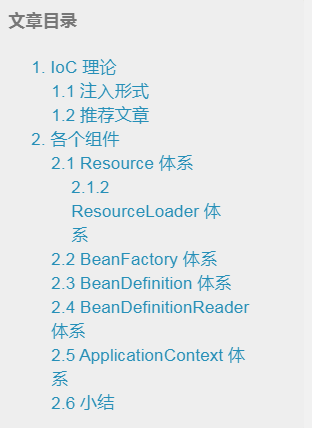 文章目录
1. IoC 理论
1.1 注入形式
1.2 推荐文章
2. 各个组件
2.1 Resource 体系
2.1.2
ResourceLoader 体
系
2.2 BeanFactory 体系
2.3 BeanDefinition 体系
2.4 BeanDefinitionReader
体系
2.5 ApplicationContext 体
系
2.6 小结